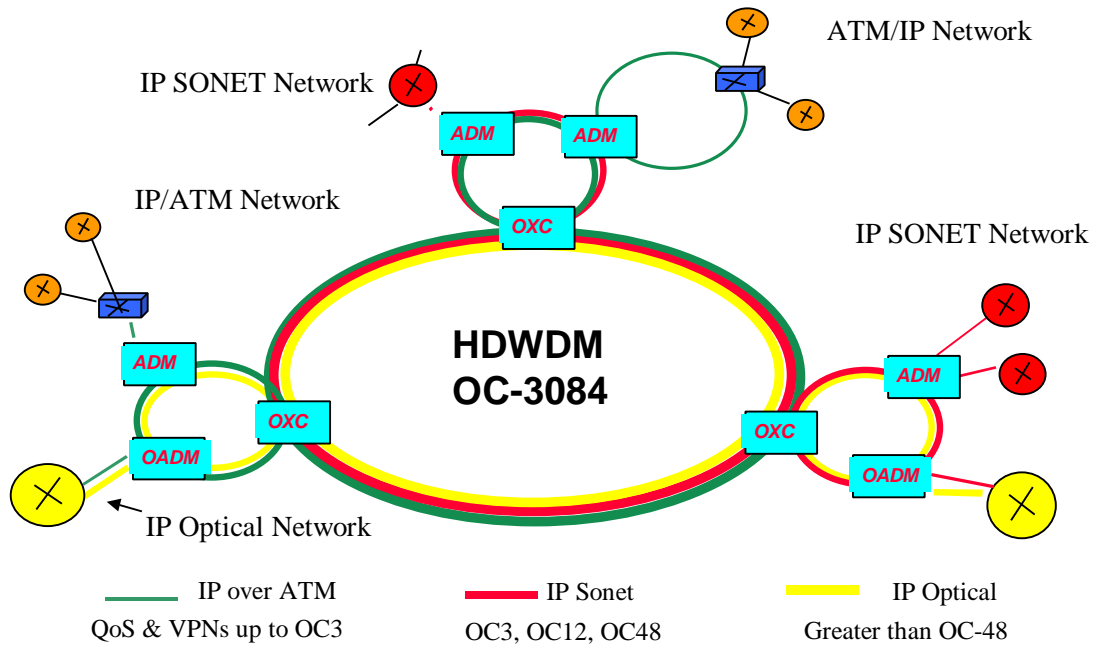 ATM/IP Network
IP SONET Network
ADM
ADM
IP/ATM Network
OXC
IP SONET Network
HDWDM
OC-3084
ADM
ADM
OXC
OXC
OADM
OADM
IP Optical Network
IP over ATM
IP Sonet
IP Optical
QoS & VPNs up to OC3
OC3, OC12, OC48
Greater than OC-48